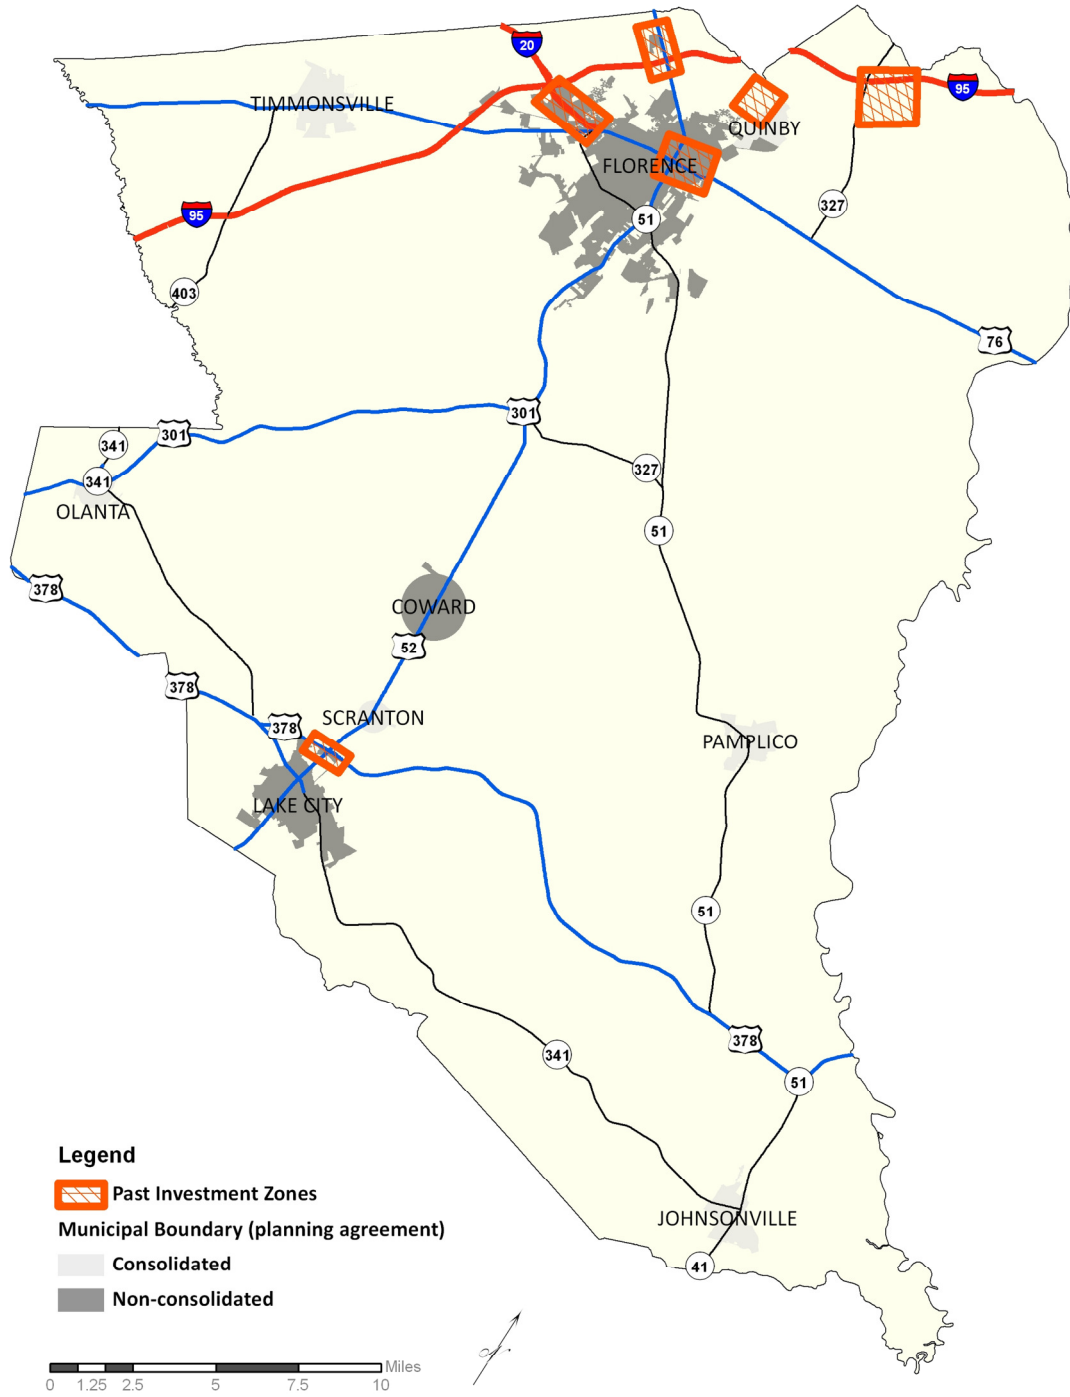 20
95
TIMMONSVILLE
QUINBY
FLORENCE
327
95
51
403
76
301
301
341
327
341
OLANTA
51
378
COWARD
52
378
SCRANTON
378
PAMPLICO
LAKE CITY
51
378
341
51
Legend
Past Investment Zones
JOHNSONVILLE
Municipal Boundary (planning agreement)
Consolidated
41
Non-consolidated
Miles
0 1.25 2.5 5 7.5 10